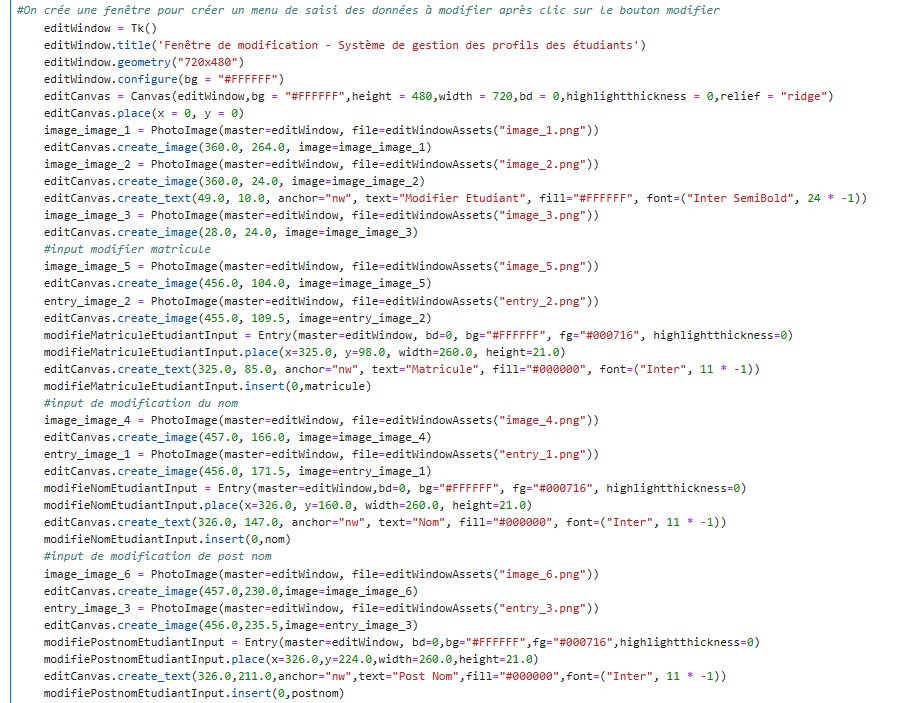 #On crée une fenêtre pour créer un menu de saisi des données à modifier après clic sur le bouton modifier
editWindow = Tk()
editWindow.title('Fenêtre de modification - Système de gestion des profils des étudiants')
editWindow.geometry("720x480")
editWindow.configure(bg = "#FFFFFF")
editCanvas = Canvas(editWindow,bg = "#FFFFFF",height = 480,width = 720,bd = 0,highlightthickness = 0,relief = "ridge")
editCanvas.place(x = 0, y = 0)
image_image_1 = PhotoImage(master=editWindow, file=editWindowAssets("image_1.png"))
editCanvas.create_image(360.0, 264.0, image=image_image_1)
image_image_2 = PhotoImage(master=editWindow, file=editWindowAssets("image_2.png"))
editCanvas.create_image(360.0, 24.0, image=image_image_2)
editCanvas.create_text(49.0, 10.0, anchor="nw", text="Modifier Etudiant", fill="#FFFFFF", font=("Inter SemiBold", 24 * -1))
image_image_3 = PhotoImage(master=editWindow, file=editWindowAssets("image_3.png"))
editCanvas.create_image(28.0, 24.0, image=image_image_3)
#input modifier matricule
image_image_5 = PhotoImage(master=editWindow, file=editWindowAssets("image_5.png"))
editCanvas.create_image(456.0, 104.0, image=image_image_5)
entry_image_2 = PhotoImage(master=editWindow, file=editWindowAssets("entry_2.png"))
editCanvas.create_image(455.0, 109.5, image=entry_image_2)
modifieMatriculeEtudiantInput = Entry(master=editWindow, bd=0, bg="#FFFFFF", fg="#000716", highlightthickness=0)
modifieMatriculeEtudiantInput.place(x=325.0, y=98.0, width=260.0, height=21.0)
editCanvas.create_text(325.0, 85.0, anchor="nw", text="Matricule", fill="#000000", font=("Inter", 11 * -1))
modifieMatriculeEtudiantInput.insert(0,matricule)
#input de modification du nom
image_image_4 = PhotoImage(master=editWindow, file=editWindowAssets("image_4.png"))
editCanvas.create_image(457.0, 166.0, image=image_image_4)
entry_image_1 = PhotoImage(master=editWindow, file=editWindowAssets("entry_1.png"))
editCanvas.create_image(456.0, 171.5, image=entry_image_1)
modifieNomEtudiantInput = Entry(master=editWindow,bd=0, bg="#FFFFFF", fg="#000716", highlightthickness=0)
modifieNomEtudiantInput.place(x=326.0, y=160.0, width=260.0, height=21.0)
editCanvas.create_text(326.0, 147.0, anchor="nw", text="Nom", fill="#000000", font=("Inter", 11 * -1))
modifieNomEtudiantInput.insert(0,nom)
#input de modification de post nom
image_image_6 = PhotoImage(master=editWindow, file=editWindowAssets("image_6.png"))
editCanvas.create_image(457.0,230.0,image=image_image_6)
entry_image_3 = PhotoImage(master=editWindow, file=editWindowAssets("entry_3.png"))
editCanvas.create_image(456.0,235.5,image=entry_image_3)
modifiePostnomEtudiantInput = Entry(master=editWindow, bd=0,bg="#FFFFFF",fg="#000716",highlightthickness=0)
modifiePostnomEtudiantInput.place(x=326.0,y=224.0,width=260.0,height=21.0)
editCanvas.create_text(326.0,211.0,anchor="nw",text="Post Nom",fill="#000000",font=("Inter", 11 * -1))
modifiePostnomEtudiantInput.insert(0,postnom)